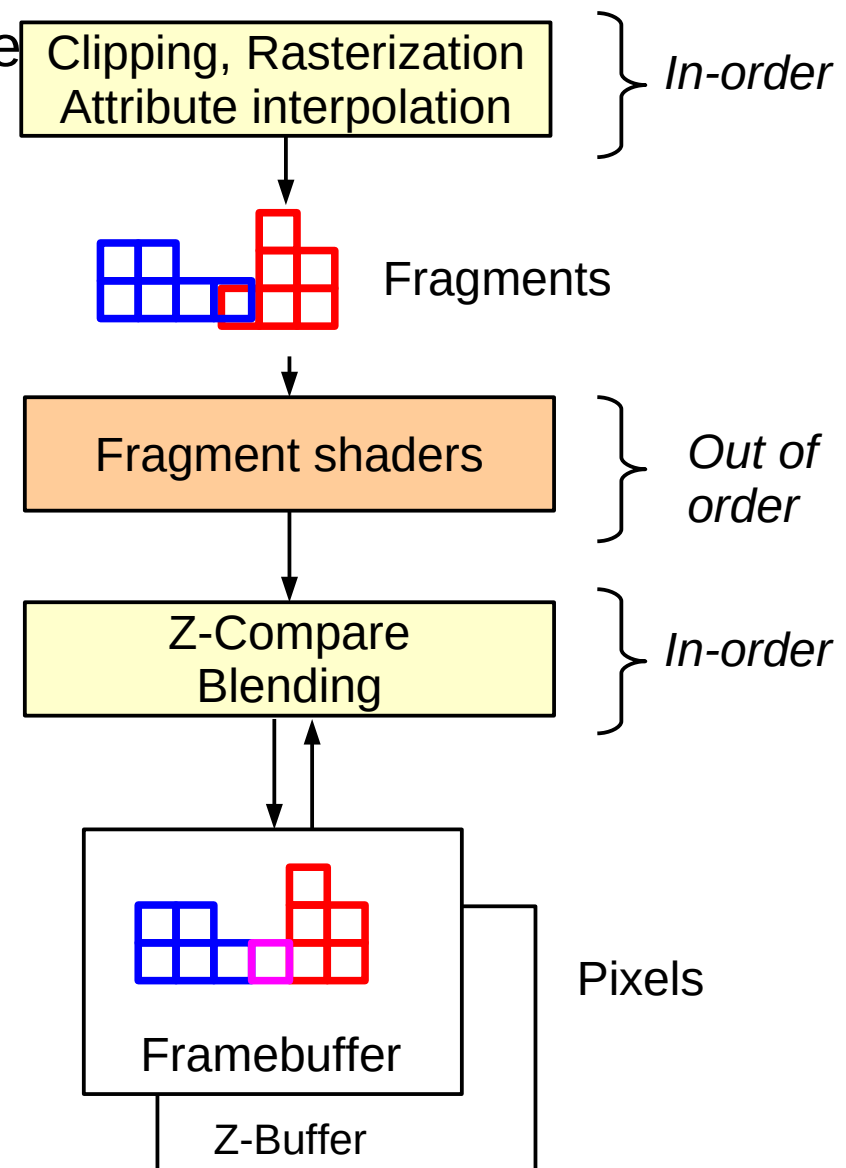 e
Clipping, Rasterization
Attribute interpolation
In-order
Fragments
Fragment shaders
Out of
order
Z-Compare
Blending
In-order
Pixels
Framebuffer
Z-Buffer